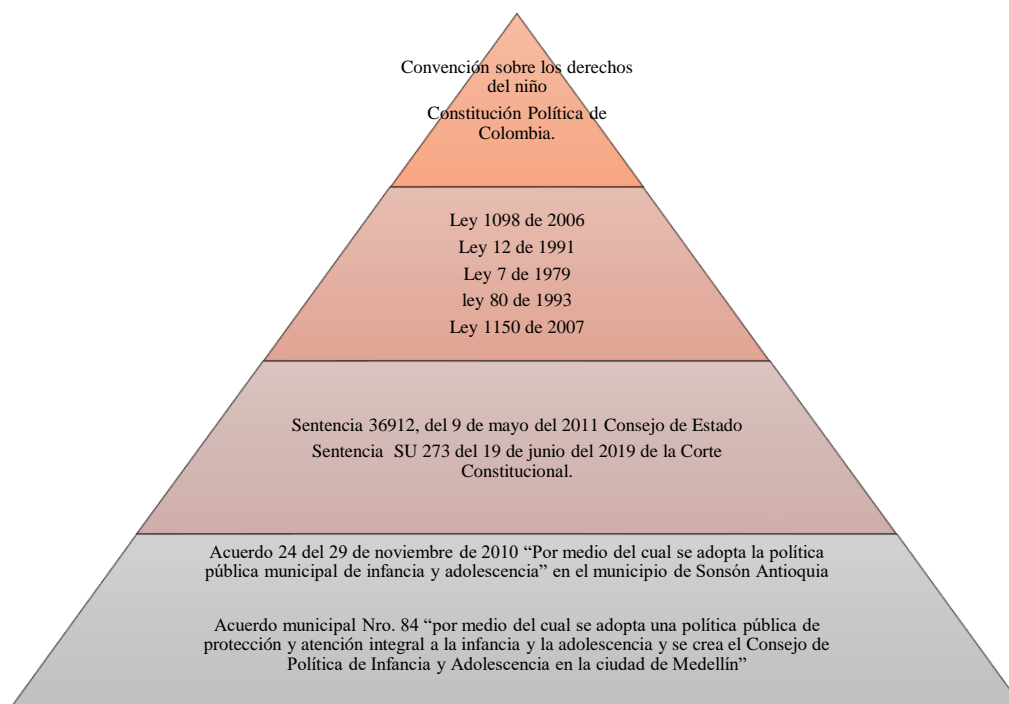 Convención sobre los derechos
del niño
Constitución Política de
Colombia.
Ley 1098 de 2006
Ley 12 de 1991
Ley 7 de 1979
ley 80 de 1993
Ley 1150 de 2007
Sentencia 36912, del 9 de mayo del 2011 Consejo de Estado
Sentencia SU 273 del 19 de junio del 2019 de la Corte
Constitucional.
Acuerdo 24 del 29 de noviembre de 2010 “Por medio del cual se adopta la política
pública municipal de infancia y adolescencia” en el municipio de Sonsón Antioquia
Acuerdo municipal Nro. 84 “por medio del cual se adopta una política pública de
protección y atención integral a la infancia y la adolescencia y se crea el Consejo de
Política de Infancia y Adolescencia en la ciudad de Medellín”